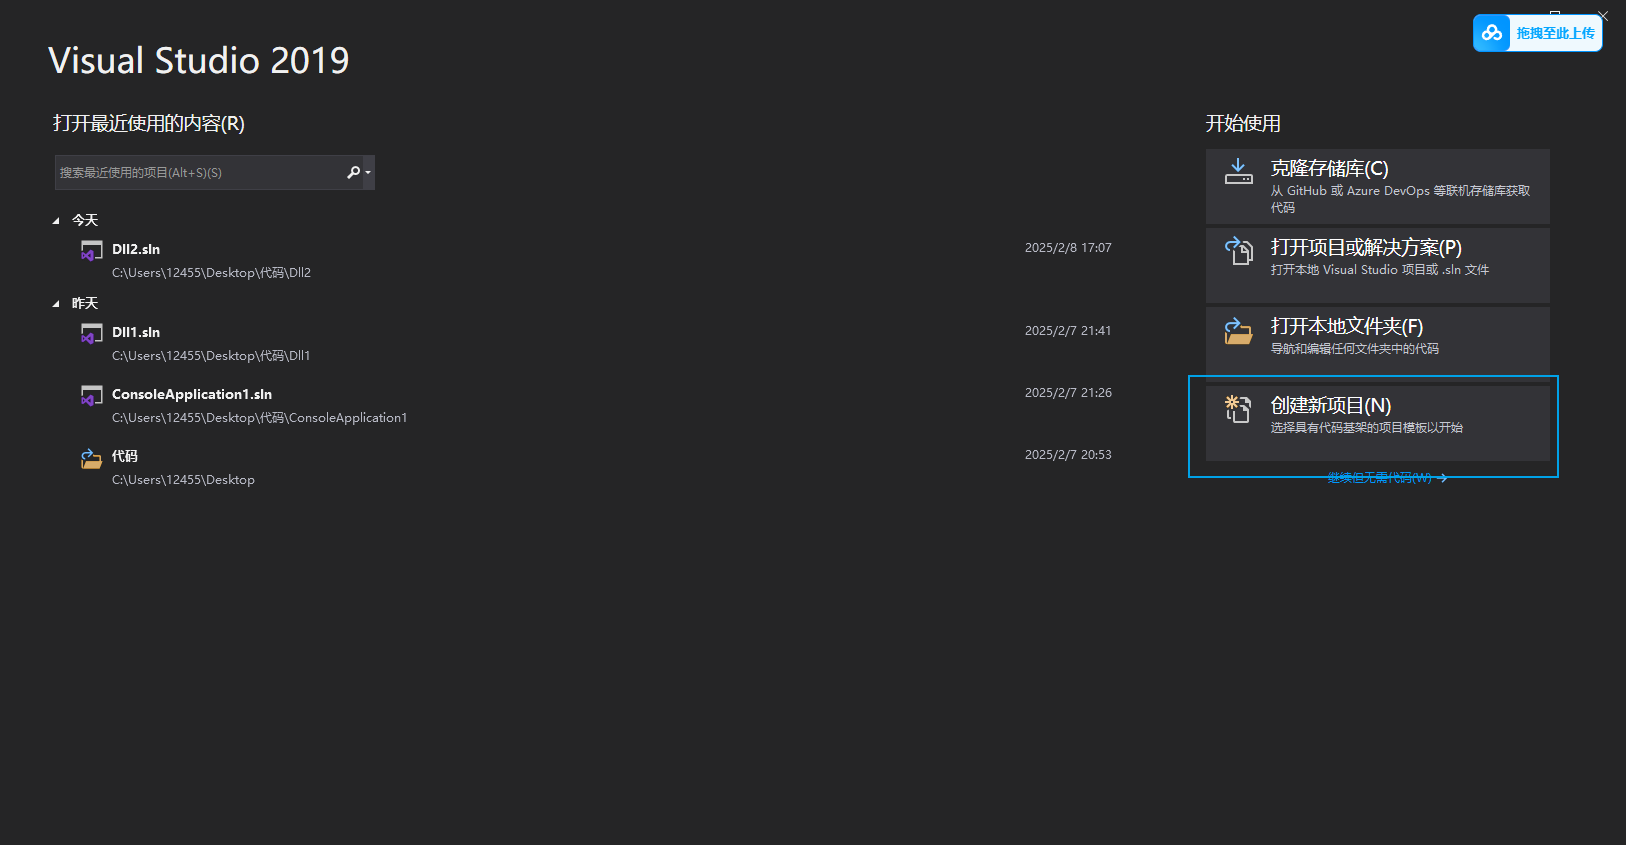 拖拽至此上传
Visual Studio 2019
打开最近使用的内容(R)
搜索最近使用的项目(Alt+S)(S)
今天
Dll2.sln
2025/2/8 17:07
C:\Users\12455\Desktop\代码\Dll2
昨天
Dll1.sln
2025/2/7 21:41
C:\Users\12455\Desktop\代码\Dll1
ConsoleApplication1.sln
2025/2/7 21:26
C:\Users\12455\Desktop\代码\ConsoleApplication1
代码
2025/2/7 20:53
C:\Users\12455\Desktop
开始使用
克隆存储库(C)
从 GitHub 或 Azure DevOps 等联机存储库获取
代码
打开项目或解决方案(P)
打开本地 Visual Studio 项目或 .sln 文件
打开本地文件夹(F)
导航和编辑任何文件夹中的代码
创建新项目(N)
选择具有代码基架的项目模板以开始
继续但无需代码(W) →